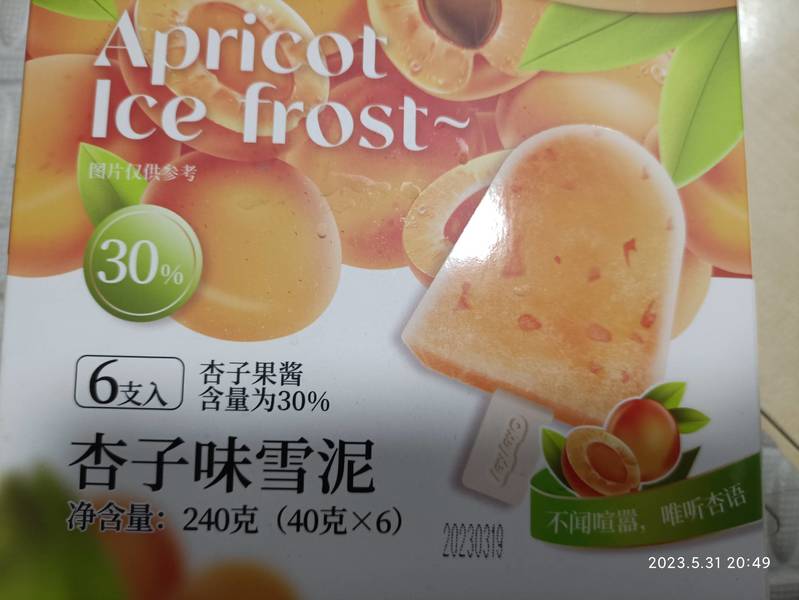 Apricot
Ice frost~
图片仅供参考
30%
6支入
杏子果酱
含量为30%
杏子味雪泥
净含量：240克（40克×6）
20230319
不闻喧嚣，唯听杏语
2023.5.31 20:49